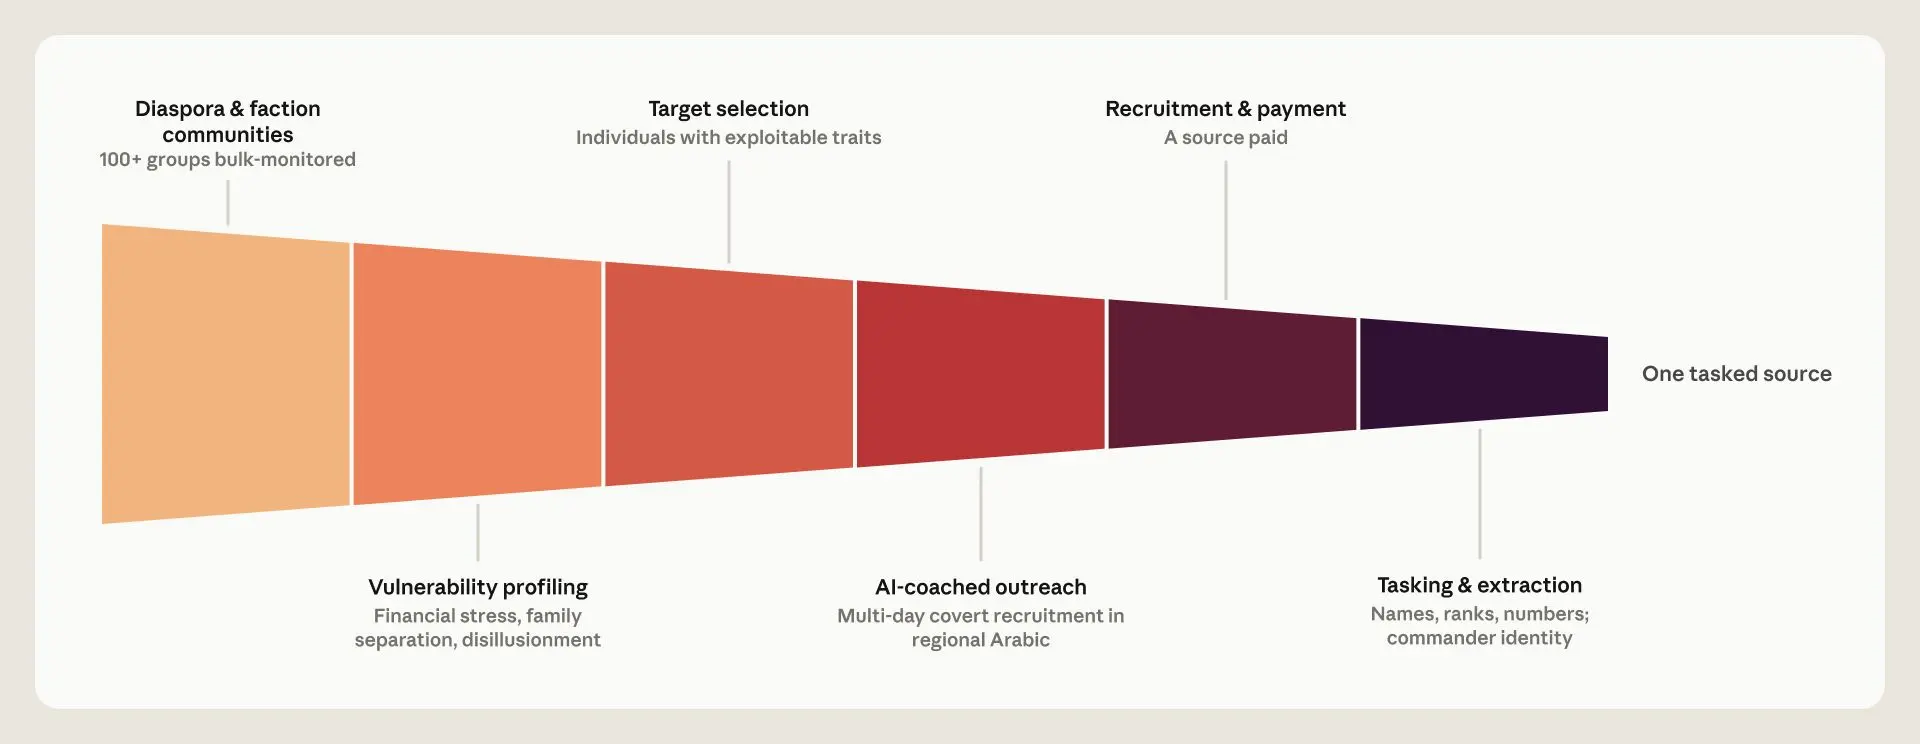 Diaspora & faction
communities
100+ groups bulk-monitored
Target selection
Individuals with exploitable traits
Recruitment & payment
A source paid
One tasked source
Vulnerability profiling
Financial stress, family
separation, disillusionment
AI-coached outreach
Multi-day covert recruitment in
regional Arabic
Tasking & extraction
Names, ranks, numbers;
commander identity